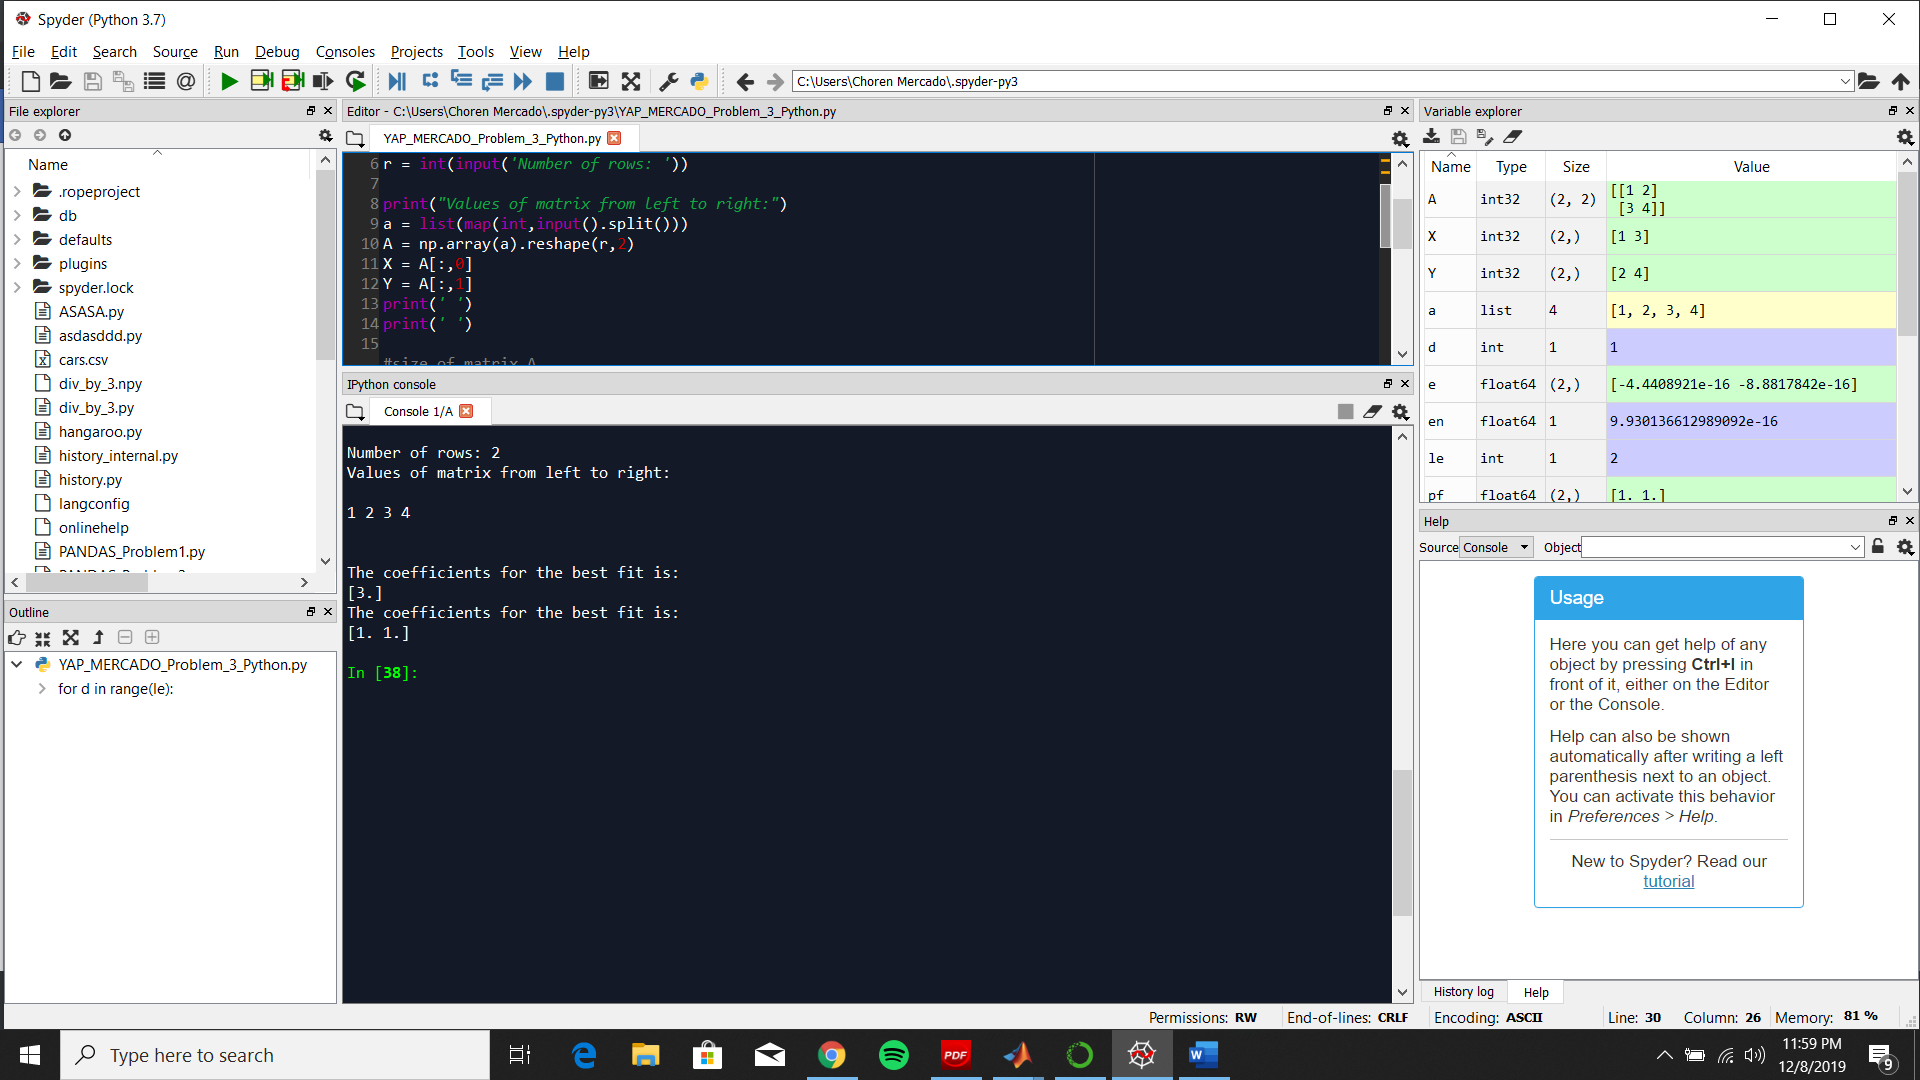 Spyder (Python 3.7)
File Edit Search Source Run Debug Consoles Projects Tools View Help
C:\Users\Choren Mercado\.spyder-py3
File explorer
Name
.ropeproject
db
defaults
plugins
spyder.lock
ASASA.py
asdasddd.py
cars.csv
div_by_3.npy
div_by_3.py
hangaroo.py
history_internal.py
history.py
langconfig
onlinehelp
PANDAS_Problem1.py
Outline
YAP_MERCADO_Problem_3_Python.py
for d in range(le):
Editor - C:\Users\Choren Mercado\.spyder-py3\YAP_MERCADO_Problem_3_Python.py
YAP_MERCADO_Problem_3_Python.py
6 r = int(input('Number of rows: '))
7
8 print("Values of matrix from left to right:")
9 a = list(map(int,input().split()))
10 A = np.array(a).reshape(r,2)
11 X = A[:,0]
12 Y = A[:,1]
13 print(' ')
14 print(' ')
15
#size of matrix A
IPython console
Console 1/A
Number of rows: 2
Values of matrix from left to right:
1 2 3 4
The coefficients for the best fit is:
[3.]
The coefficients for the best fit is:
[1. 1.]
In [38]:
Variable explorer
Name Type Size Value
A int32 (2, 2) [[1 2]
[3 4]]
X int32 (2,) [1 3]
Y int32 (2,) [2 4]
a list 4 [1, 2, 3, 4]
d int 1 1
e float64 (2,) [-4.4408921e-16 -8.8817842e-16]
en float64 1 9.930136612989092e-16
le int 1 2
pf float64 (2,) [1. 1.]
Help
Source Console Object
Usage
Here you can get help of any
object by pressing Ctrl+I in
front of it, either on the Editor
or the Console.
Help can also be shown
automatically after writing a left
parenthesis next to an object.
You can activate this behavior
in Preferences > Help.
New to Spyder? Read our
tutorial
History log Help
Permissions: RW End-of-lines: CRLF Encoding: ASCII Line: 30 Column: 26 Memory: 81 %
Type here to search
PDF
W
11:59 PM
12/8/2019
9